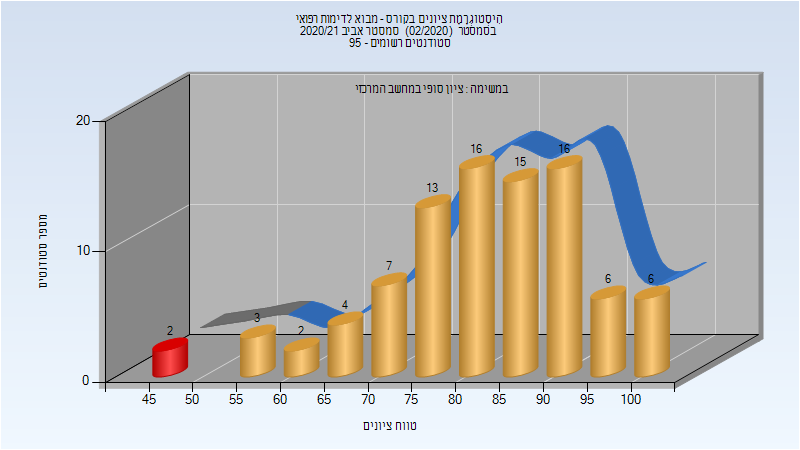 היסטוגרמת ציונים בקורס - מבוא לדימות רפואי
בסמסטר (02/2020) סמסטר אביב 2020/21
סטודנטים רשומים - 95
במשימה : ציון סופי במחשב המרכזי
מספר סטודנטים
20
10
0
2
3
2
4
7
13
16
15
16
6
6
45 50 55 60 65 70 75 80 85 90 95 100
טווח ציונים